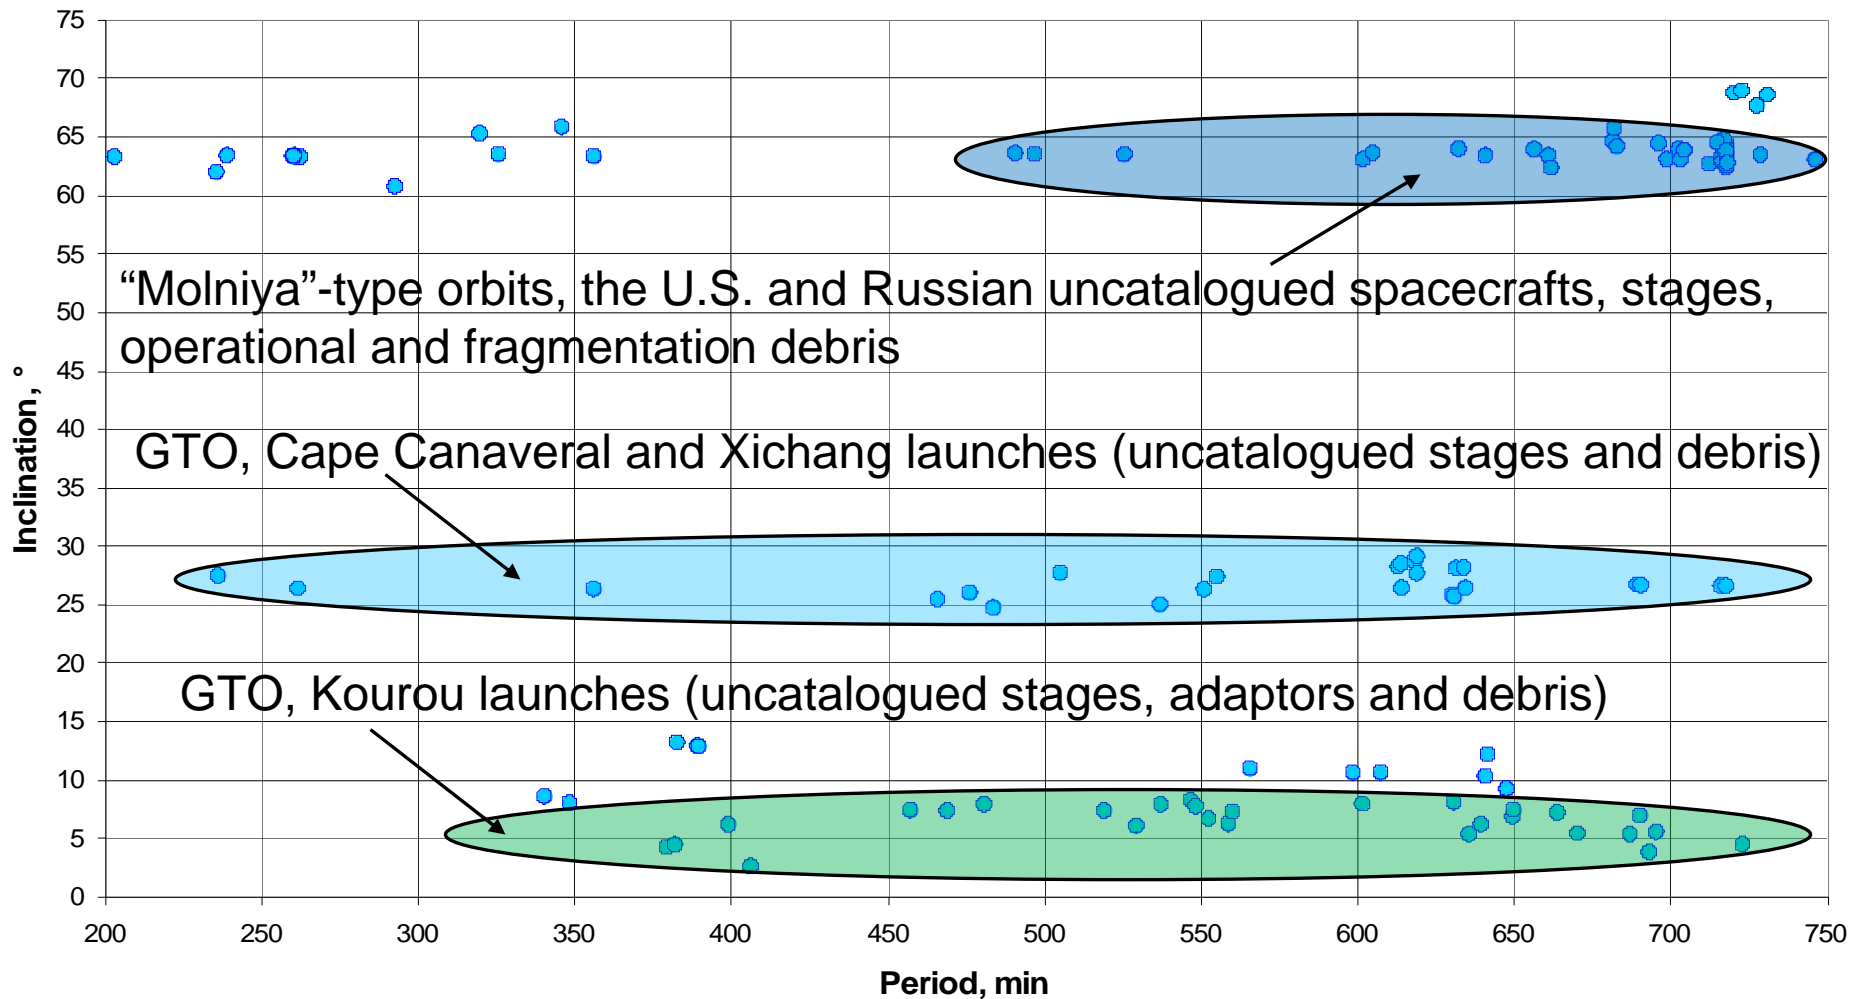 75
70
65
60
55
“Molniya”-type orbits, the U.S. and Russian uncatalogued spacecrafts, stages,
50
operational and fragmentation debris
45
Inclination, °
40
GTO, Cape Canaveral and Xichang launches (uncatalogued stages and debris)
35
30
25
20
GTO, Kourou launches (uncatalogued stages, adaptors and debris)
15
10
5
0
200 250 300 350 400 450 500 550 600 650 700 750
Period, min